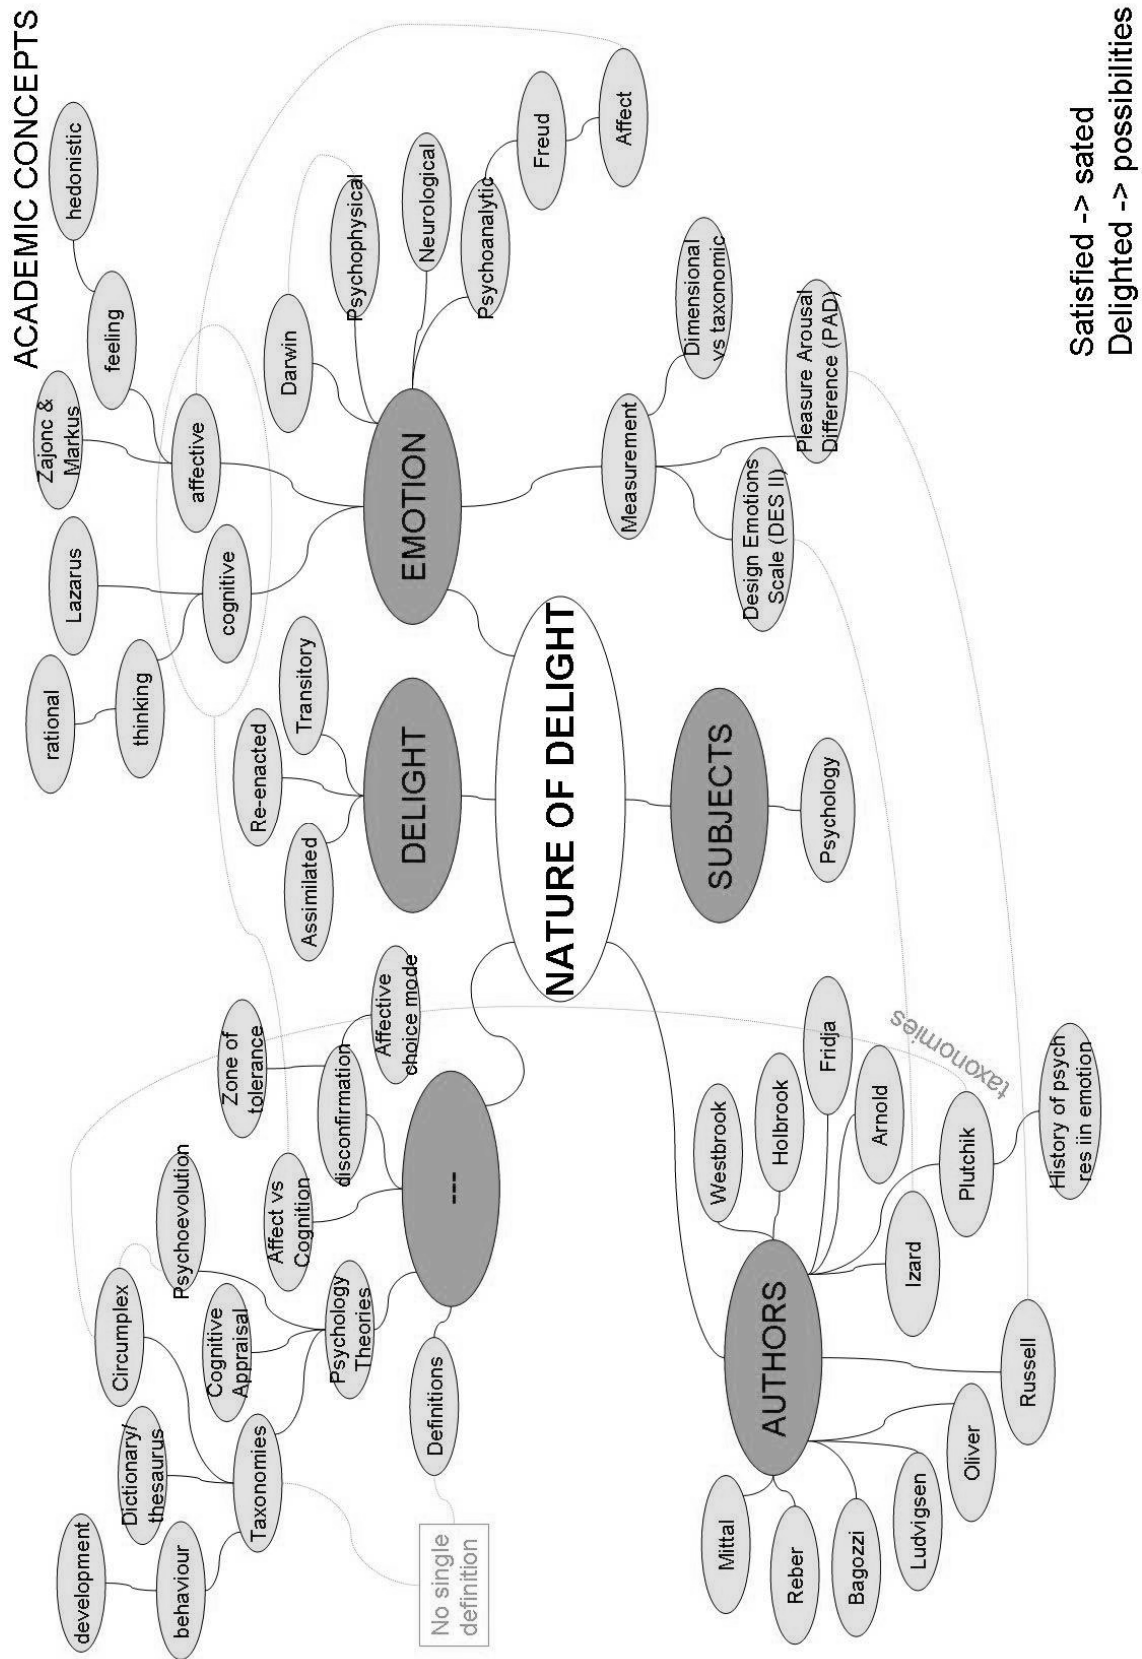 ACADEMIC CONCEPTS
development
behaviour
Dictionary/
thesaurus
Taxonomies
Circumplex
Cognitive
Appraisal
Psychoevolution
Psychology
Theories
Definitions
No single
definition
Affect vs
Cognition
Zone of
tolerance
disconfirmation
Affective
choice mode
---
Assimilated
Re-enacted
Transitory
DELIGHT
rational
thinking
Lazarus
cognitive
Zajonc &
Markus
feeling
hedonistic
affective
EMOTION
Darwin
Psychophysical
Neurological
Psychoanalytic
Freud
Affect
NATURE OF DELIGHT
Measurement
Dimensional
vs taxonomic
Design Emotions
Scale (DES II)
Pleasure Arousal
Difference (PAD)
SUBJECTS
Psychology
AUTHORS
Westbrook
Holbrook
Fridja
Arnold
Plutchik
taxonomies
History of psych
res iin emotion
Izard
Russell
Oliver
Ludvigsen
Bagozzi
Reber
Mittal
Satisfied -> sated
Delighted -> possibilities